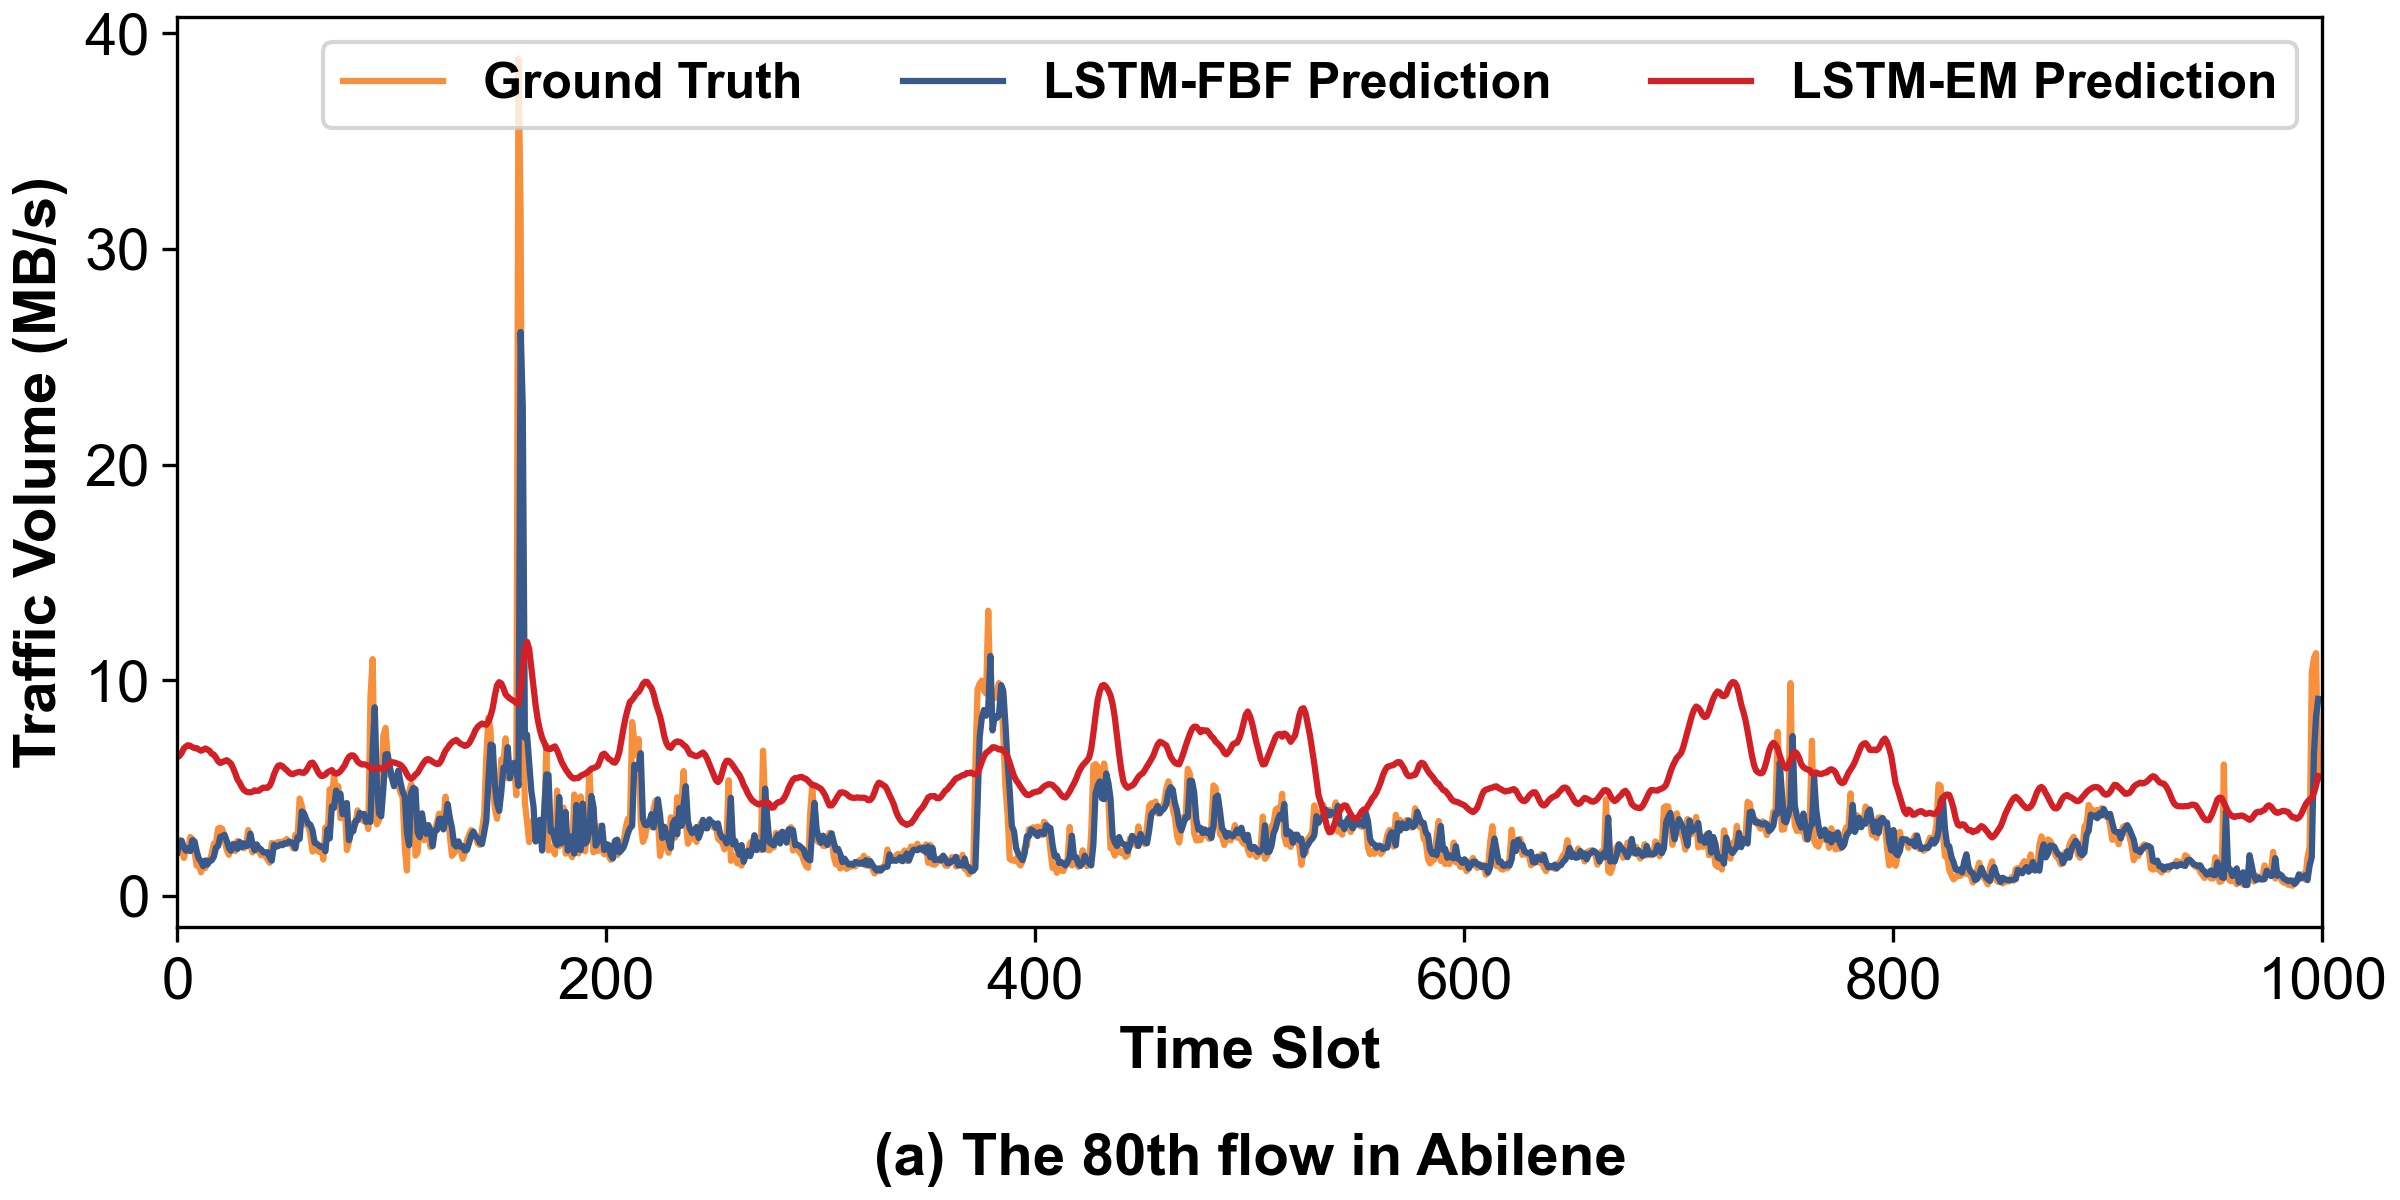 40
Ground Truth
LSTM-FBF Prediction
LSTM-EM Prediction
30
20
10
0
Traffic Volume (MB/s)
0 200 400 600 800 1000
Time Slot
(a) The 80th flow in Abilene